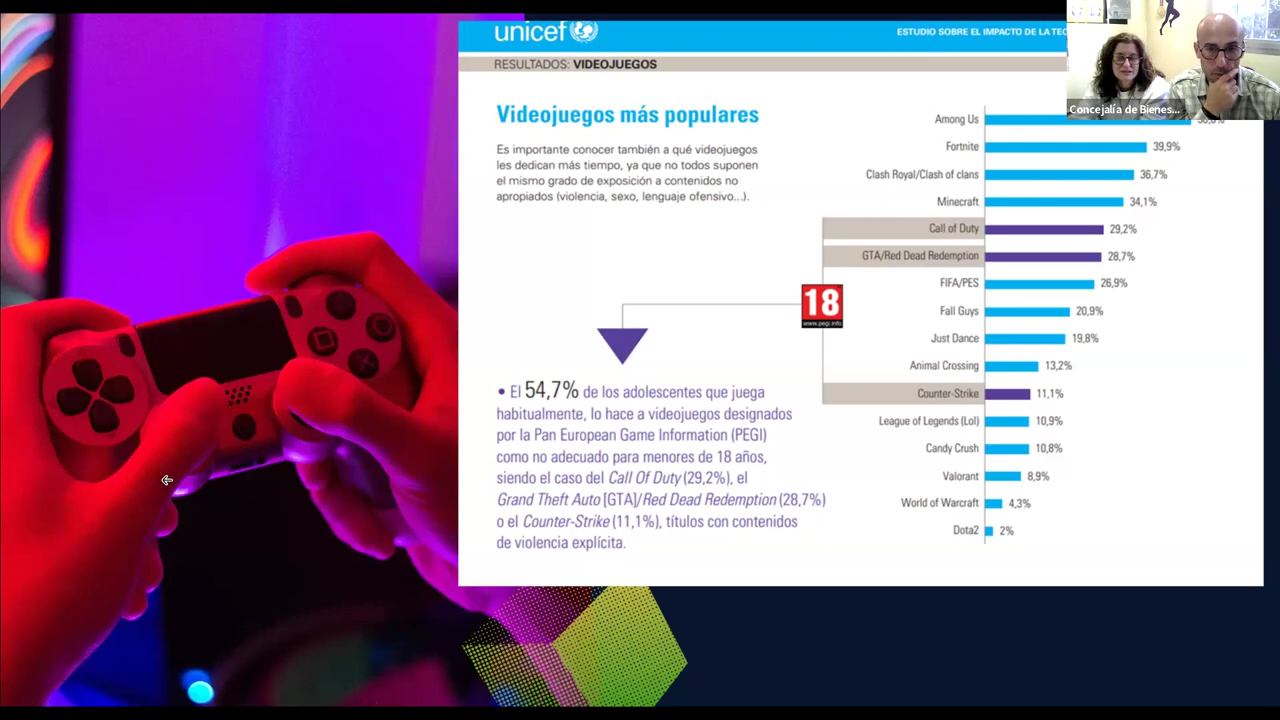 unicef
ESTUDIO SOBRE EL IMPACTO DE LA
RESULTADOS: VIDEOJUEGOS
Concejalía de Bienes...
Videojuegos más populares
Es importante conocer también a qué videojuegos
les dedican más tiempo, ya que no todos suponen
el mismo grado de exposición a contenidos no
apropiados (violencia, sexo, lenguaje ofensivo...).
Among Us
Fortnite 39,9%
Clash Royal/Clash of clans 36,7%
Minecraft 34,1%
Call of Duty 29,2%
GTA/Red Dead Redemption 28,7%
FIFA/PES 26,9%
Fall Guys 20,9%
Just Dance 19,8%
Animal Crossing 13,2%
Counter-Strike 11,1%
League of Legends (Lol) 10,9%
Candy Crush 10,8%
Valorant 8,9%
World of Warcraft 4,3%
Dota2 2%
18
www.pegi.info
• El 54,7% de los adolescentes que juega
habitualmente, lo hace a videojuegos designados
por la Pan European Game Information (PEGI)
como no adecuado para menores de 18 años,
siendo el caso del Call Of Duty (29,2%), el
Grand Theft Auto [GTA]/Red Dead Redemption (28,7%)
o el Counter-Strike (11,1%), títulos con contenidos
de violencia explícita.